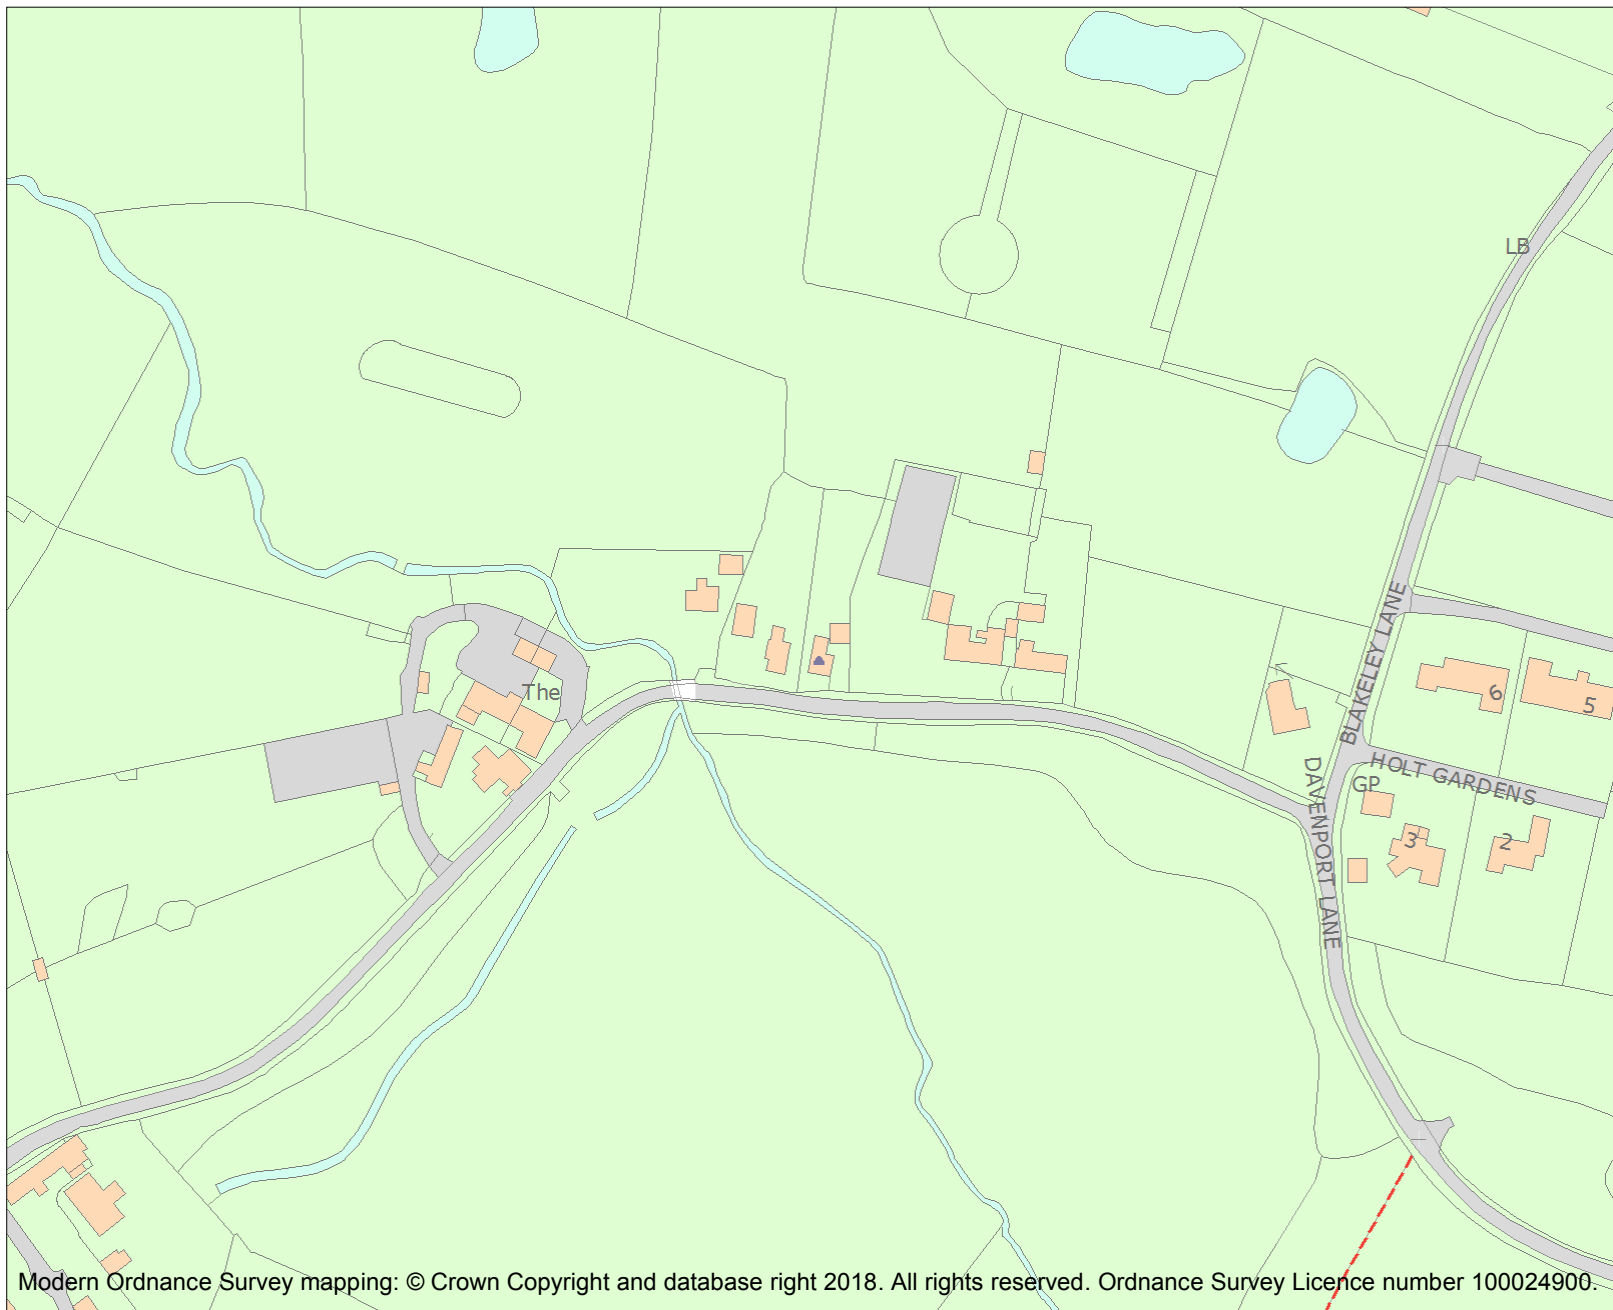 LB
BLAKELEY LANE
The
6
5
HOLT GARDENS
GP
DAVENPORT LANE
3
2
Modern Ordnance Survey mapping: © Crown Copyright and database right 2018. All rights reserved. Ordnance Survey Licence number 100024900.